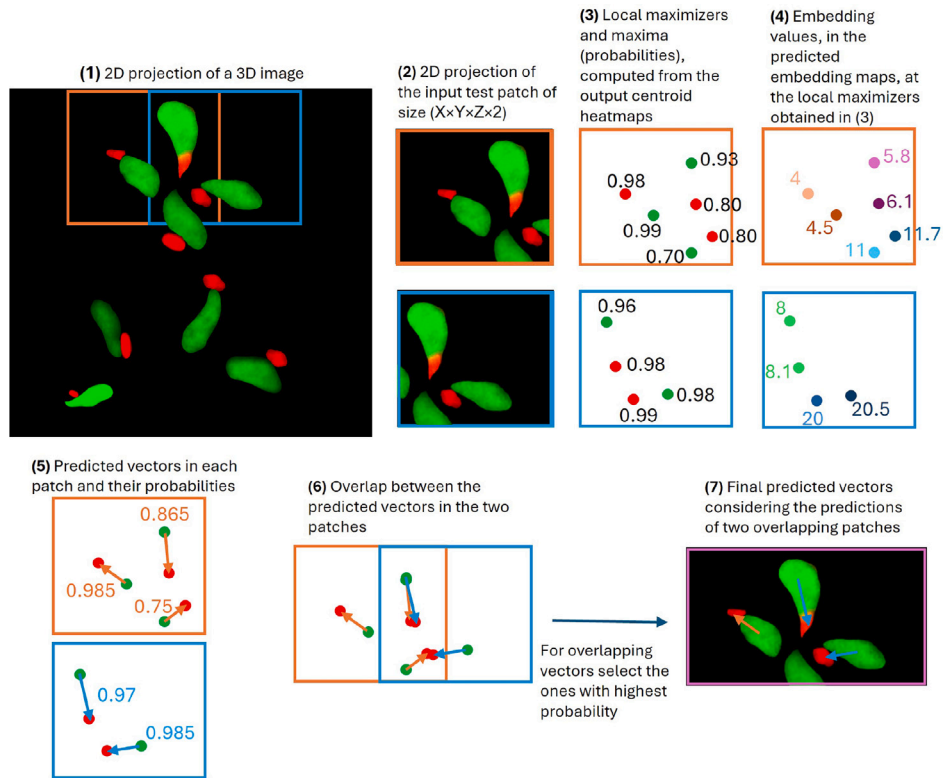 (1) 2D projection of a 3D image
(2) 2D projection of
the input test patch of
size (X×Y×Z×2)
(3) Local maximizers
and maxima
(probabilities),
computed from the
output centroid
heatmaps
(4) Embedding
values, in the
predicted
embedding maps, at
the local maximizers
obtained in (3)
0.93
0.98
0.80
0.99
0.80
0.70
5.8
4
6.1
4.5
11.7
11
0.96
0.98
0.98
0.99
8
8.1
20.5
20
(5) Predicted vectors in each
patch and their probabilities
0.865
0.985
0.75
0.97
0.985
(6) Overlap between the
predicted vectors in the two
patches
For overlapping
vectors select the
ones with highest
probability
(7) Final predicted vectors
considering the predictions
of two overlapping patches